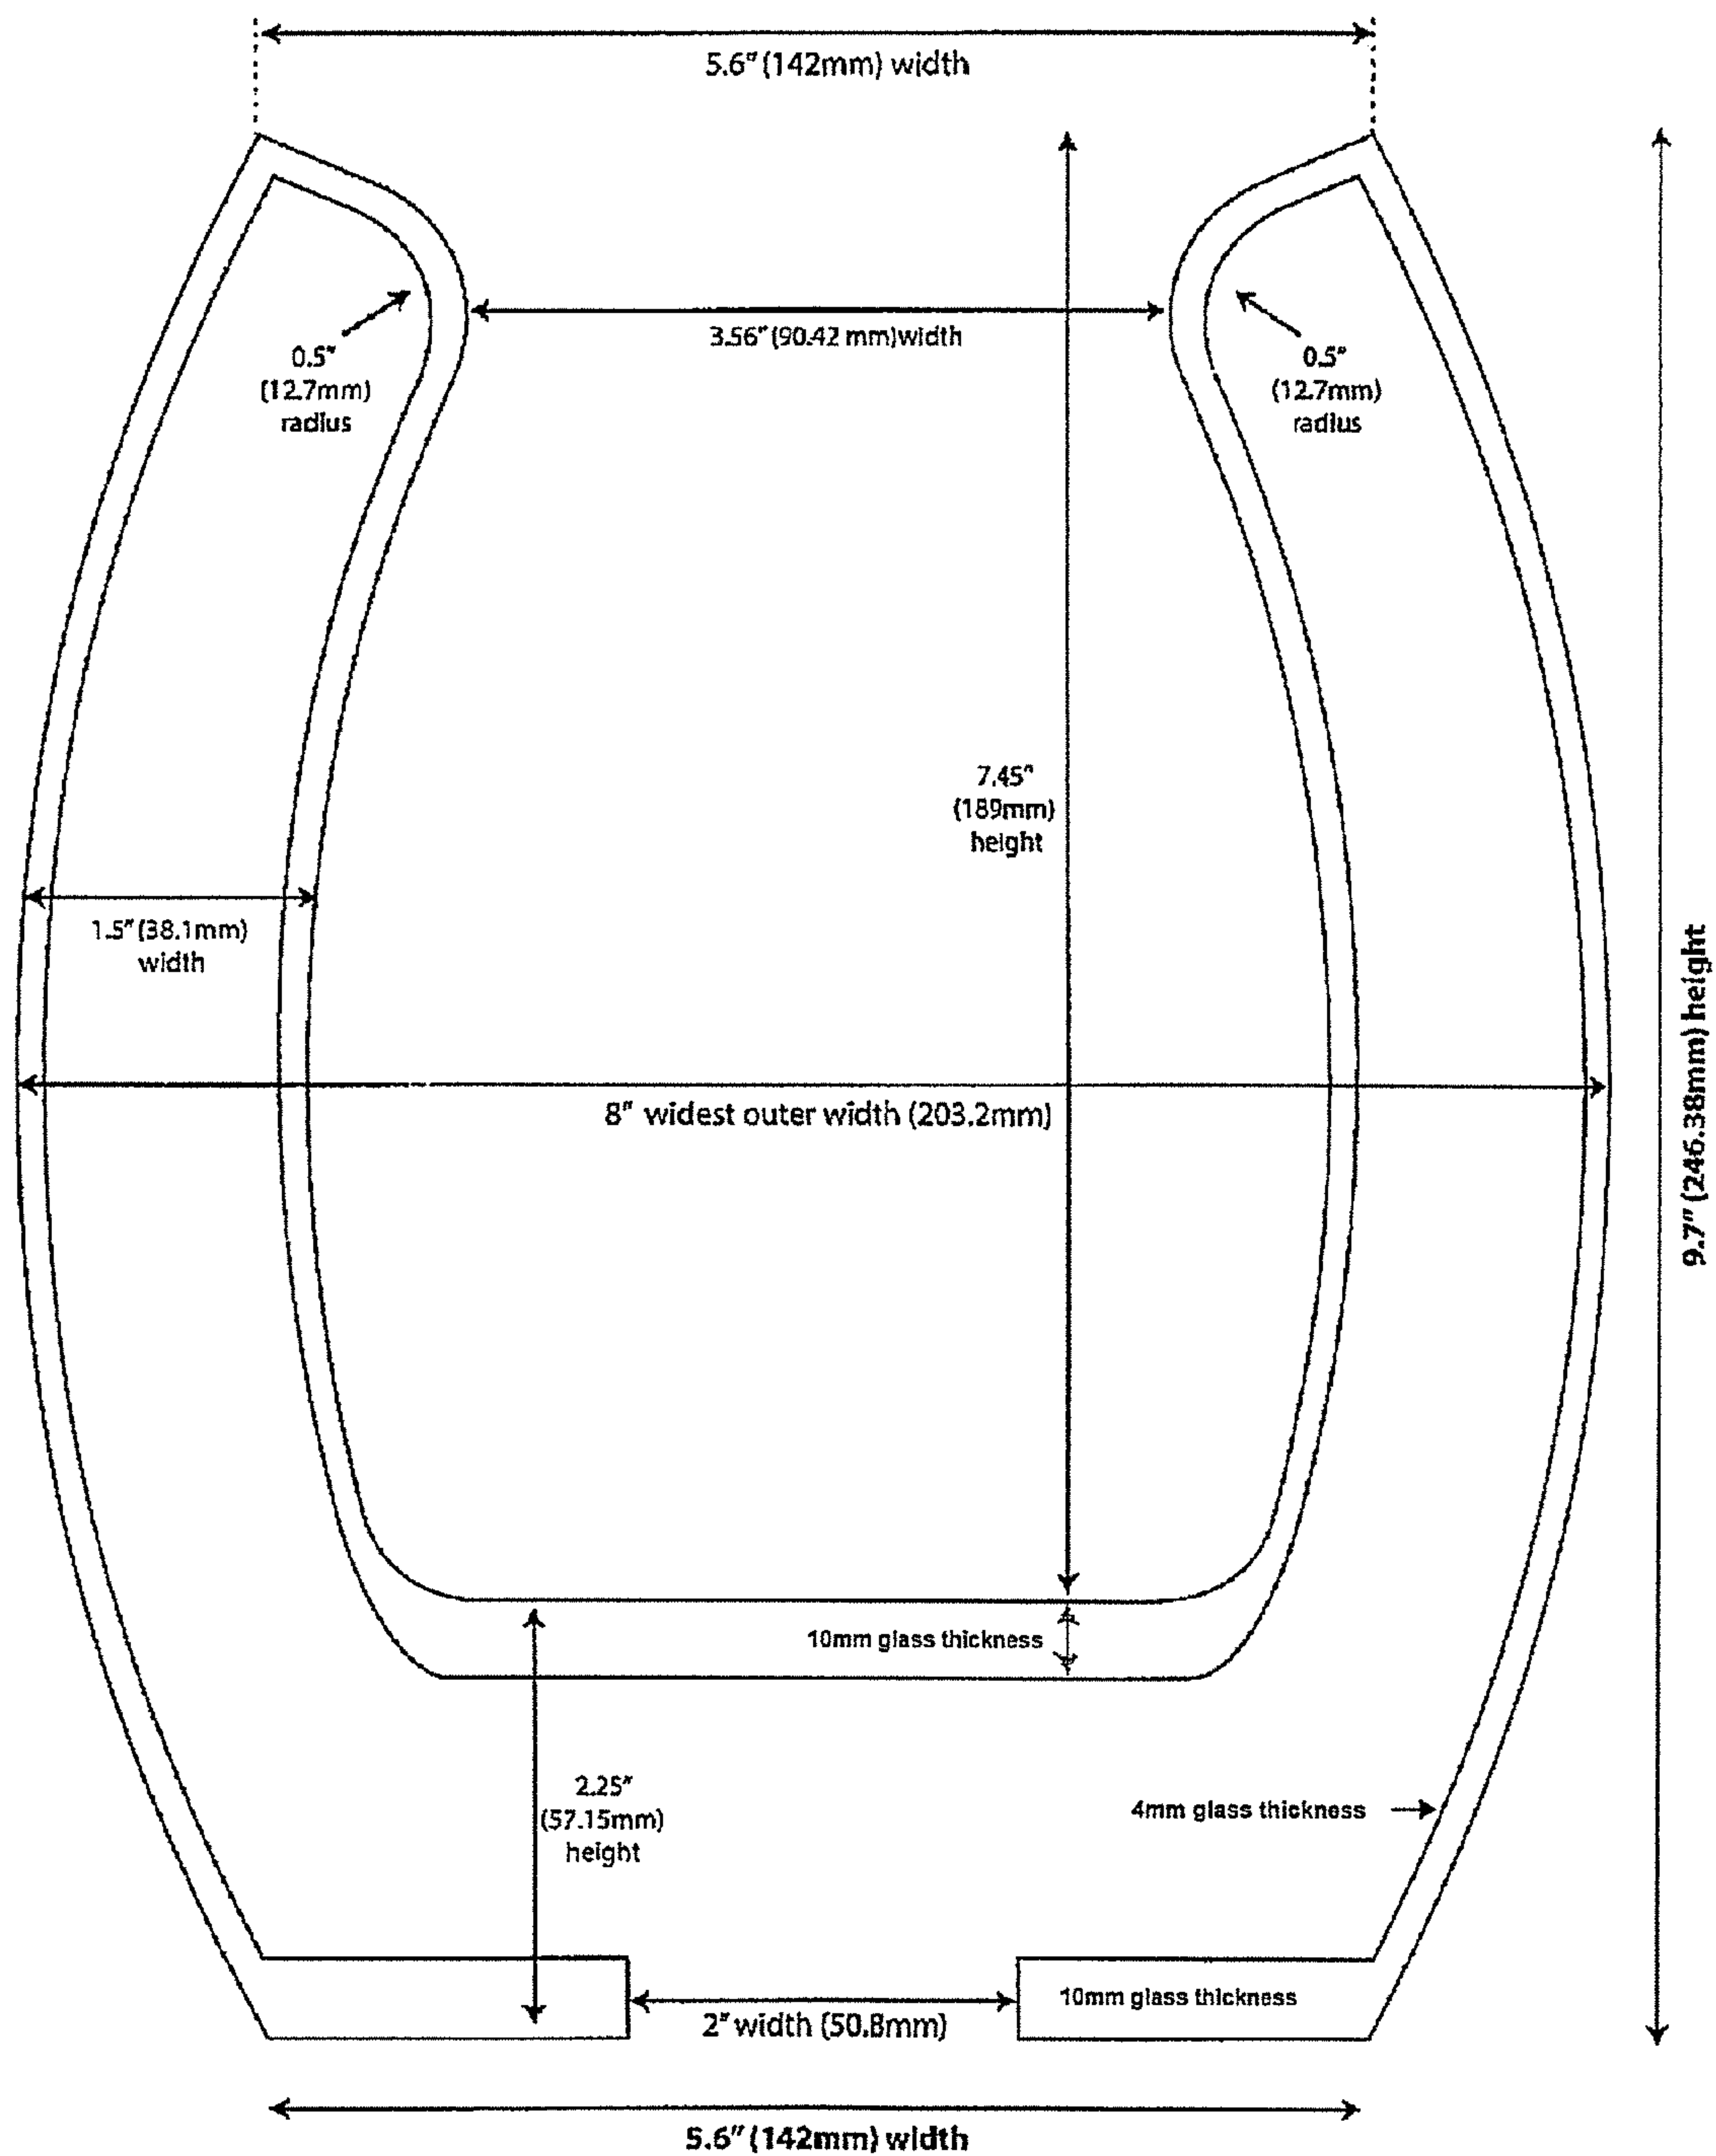 5.6" (142mm) width
3.56" (90.42 mm)width
0.5"
(12.7mm)
radius
0.5"
(12.7mm)
radius
7.45"
(189mm)
height
1.5" (38.1mm)
width
8" widest outer width (203.2mm)
9.7" (246.38mm) height
10mm glass thickness
2.25"
(57.15mm)
height
4mm glass thickness
10mm glass thickness
2" width (50.8mm)
5.6" (142mm) width